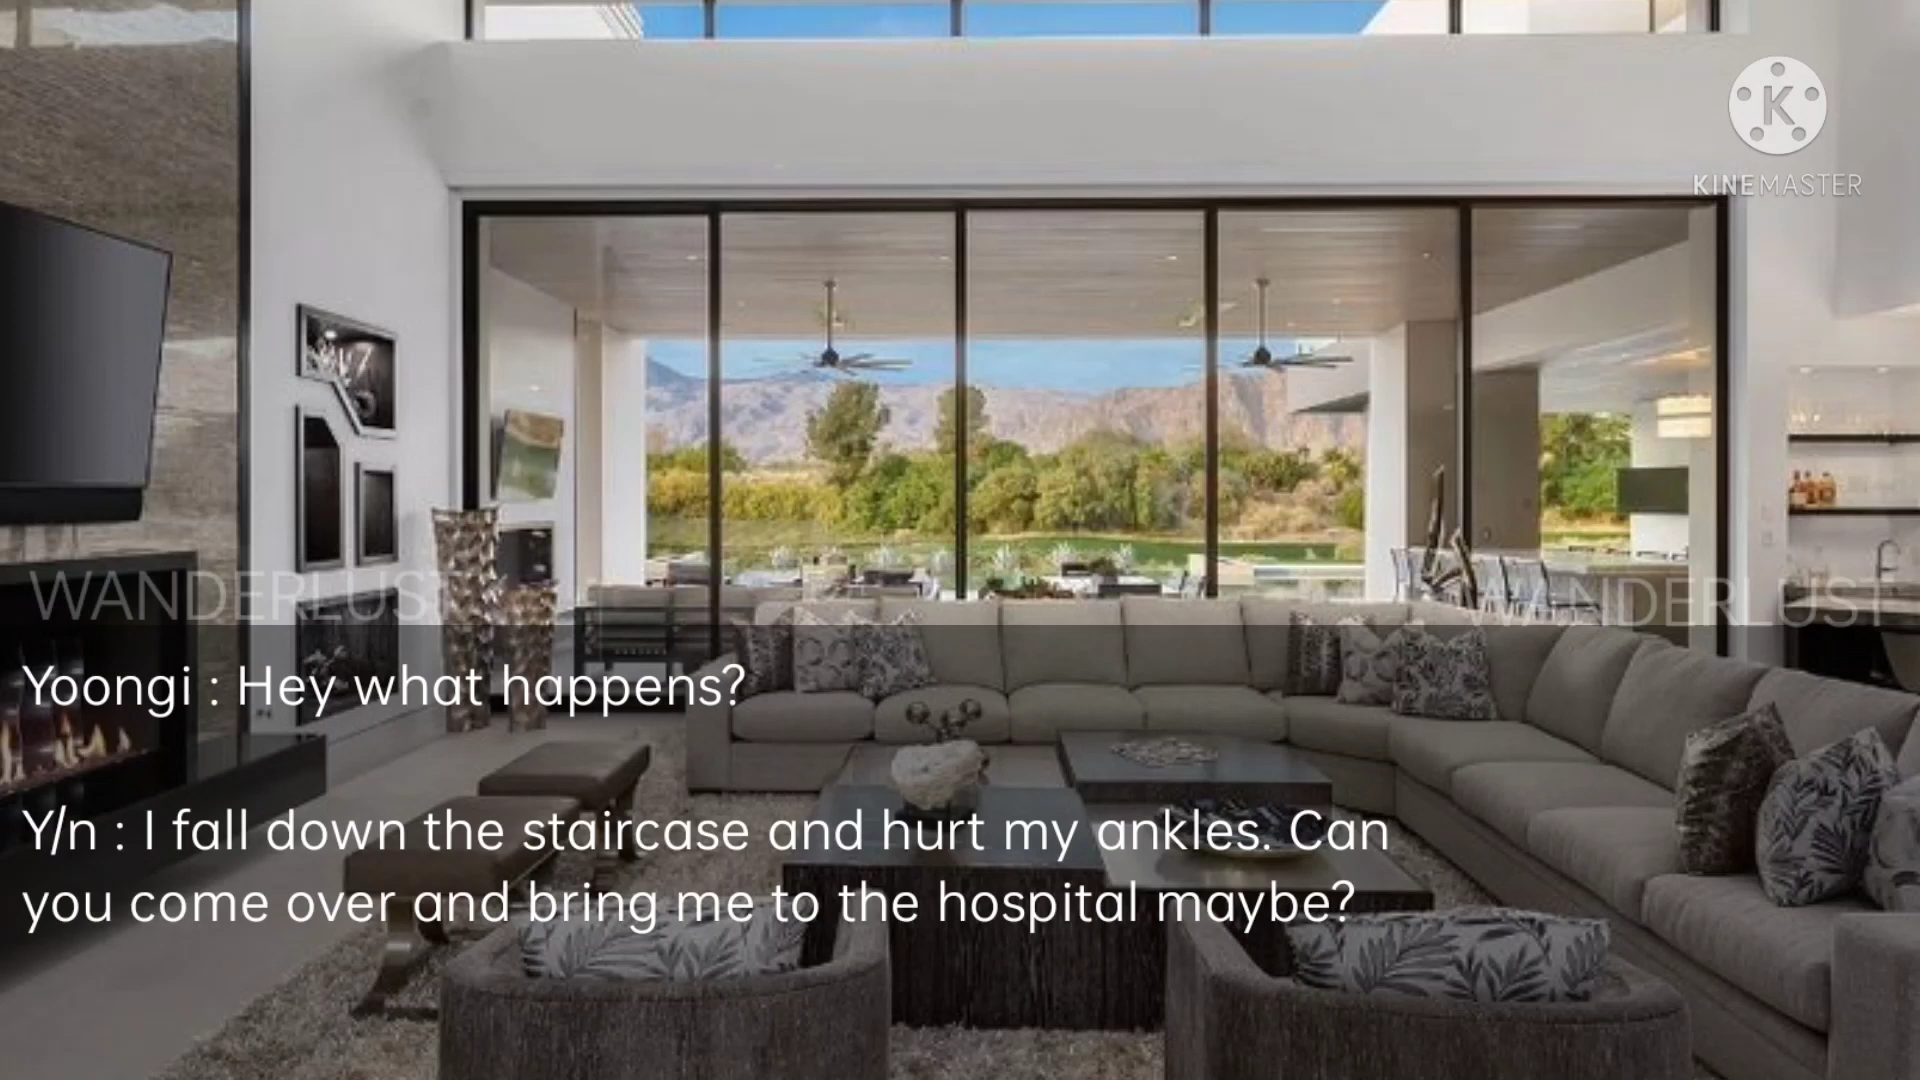 KINEMASTER
WANDERLUST WANDERLUST
Yoongi : Hey what happens?
Y/n : I fall down the staircase and hurt my ankles. Can
you come over and bring me to the hospital maybe?